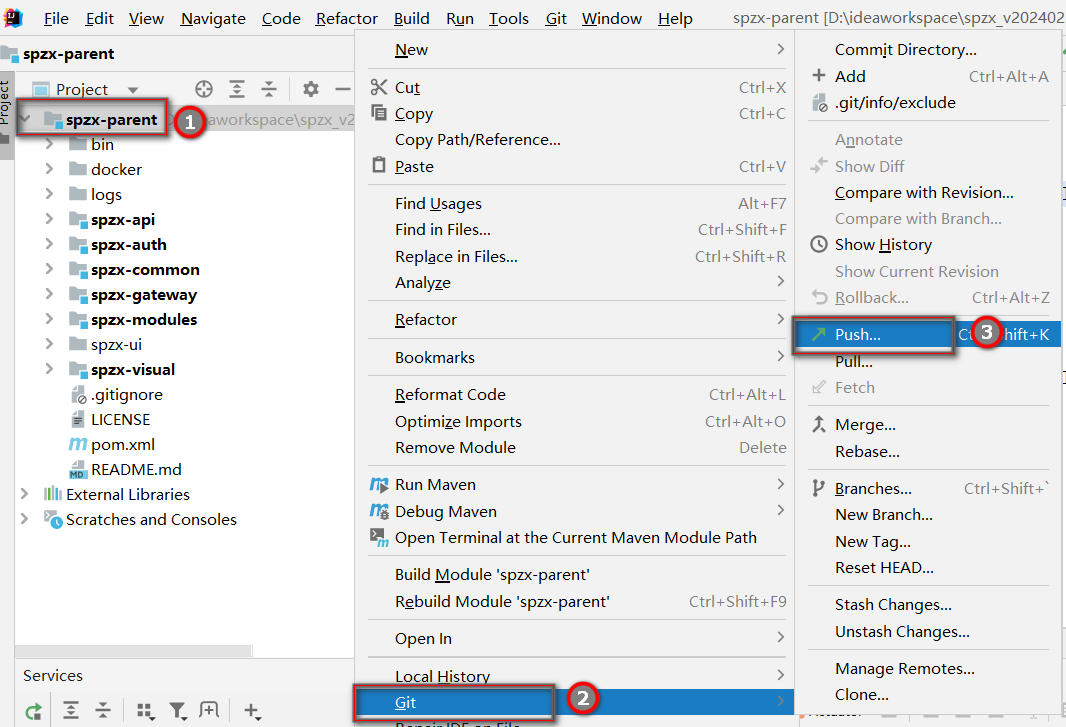 File Edit View Navigate Code Refactor Build Run Tools Git Window Help spzx-parent [D:\ideaworkspace\spzx_v202402
spzx-parent
Project
Project
spzx-parent
1
aworkspace\spzx_v2
bin
docker
logs
spzx-api
spzx-auth
spzx-common
spzx-gateway
spzx-modules
spzx-ui
spzx-visual
.gitignore
LICENSE
pom.xml
README.md
External Libraries
Scratches and Consoles
Services
New
Cut Ctrl+X
Copy Ctrl+C
Copy Path/Reference...
Paste Ctrl+V
Find Usages Alt+F7
Find in Files... Ctrl+Shift+F
Replace in Files... Ctrl+Shift+R
Analyze
Refactor
Bookmarks
Reformat Code Ctrl+Alt+L
Optimize Imports Ctrl+Alt+O
Remove Module Delete
Run Maven
Debug Maven
Open Terminal at the Current Maven Module Path
Build Module 'spzx-parent'
Rebuild Module 'spzx-parent' Ctrl+Shift+F9
Open In
Local History
Git
2
Commit Directory...
Add Ctrl+Alt+A
.git/info/exclude
Annotate
Show Diff
Compare with Revision...
Compare with Branch...
Show History
Show Current Revision
Rollback... Ctrl+Alt+Z
Push... Ct 3 hift+K
Pull...
Fetch
Merge...
Rebase...
Branches... Ctrl+Shift+`
New Branch...
New Tag...
Reset HEAD...
Stash Changes...
Unstash Changes...
Manage Remotes...
Clone...